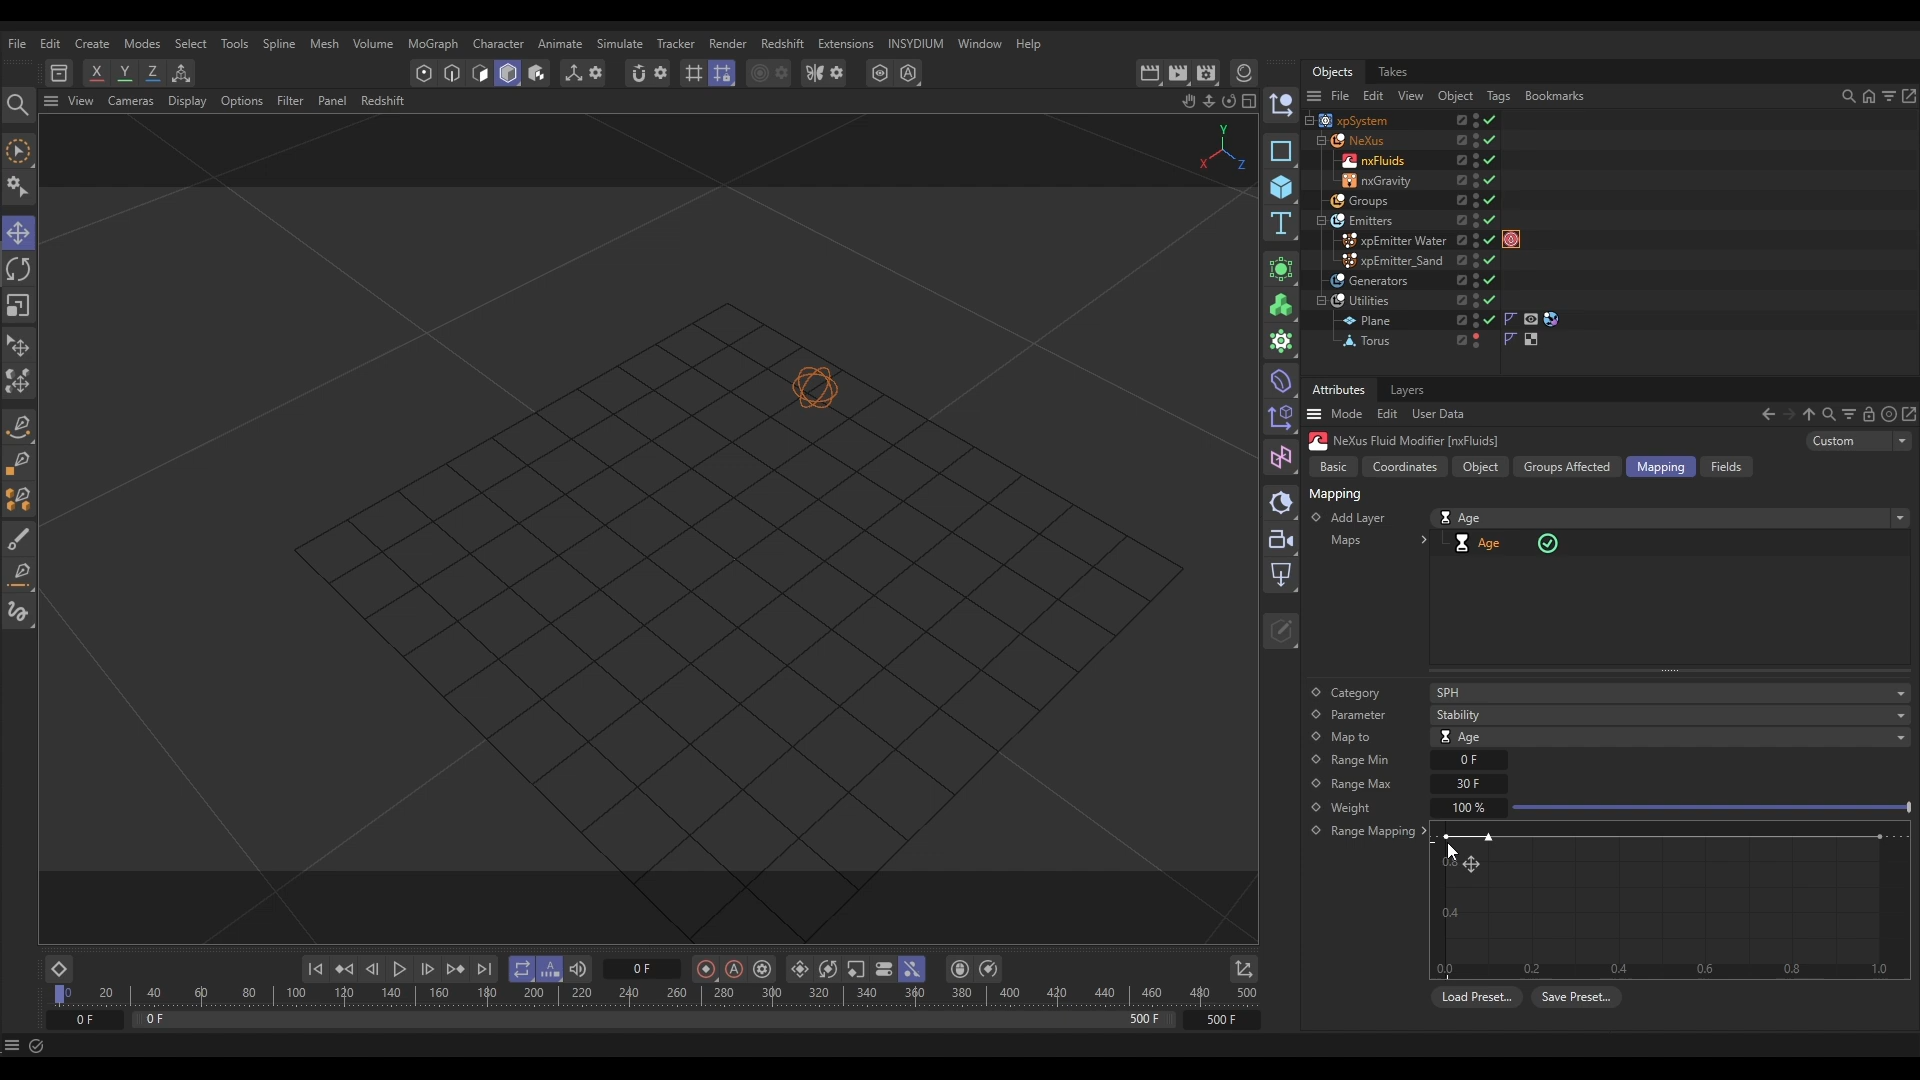 File Edit Create Modes Select Tools Spline Mesh Volume MoGraph Character Animate Simulate Tracker Render Redshift Extensions INSYDIUM Window Help
X Y Z
View Cameras Display Options Filter Panel Redshift
Y
X
Z
0 20 40 60 80 100 120 140 160 180 200 220 240 260 280 300 320 340 360 380 400 420 440 460 480 500
0 F
0 F
0 F
500 F
500 F
Objects Takes
File Edit View Object Tags Bookmarks
xpSystem
NeXus
nxFluids
nxGravity
Groups
Emitters
xpEmitter Water
xpEmitter_Sand
Generators
Utilities
Plane
Torus
Attributes Layers
Mode Edit User Data
NeXus Fluid Modifier [nxFluids] Custom
Basic Coordinates Object Groups Affected Mapping Fields
Mapping
Add Layer Age
Maps Age
Category SPH
Parameter Stability
Map to Age
Range Min 0 F
Range Max 30 F
Weight 100 %
Range Mapping
0.8
0.4
0.0 0.2 0.4 0.6 0.8 1.0
Load Preset... Save Preset...